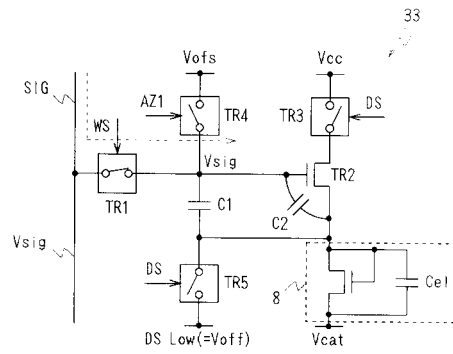 33
Vofs
Vcc
SIG
AZ1
TR4
TR3
DS
WS
Vsig
TR2
TR1
C1
C2
Vsig
DS
TR5
8
Cel
DS Low(=Voff)
Vcat